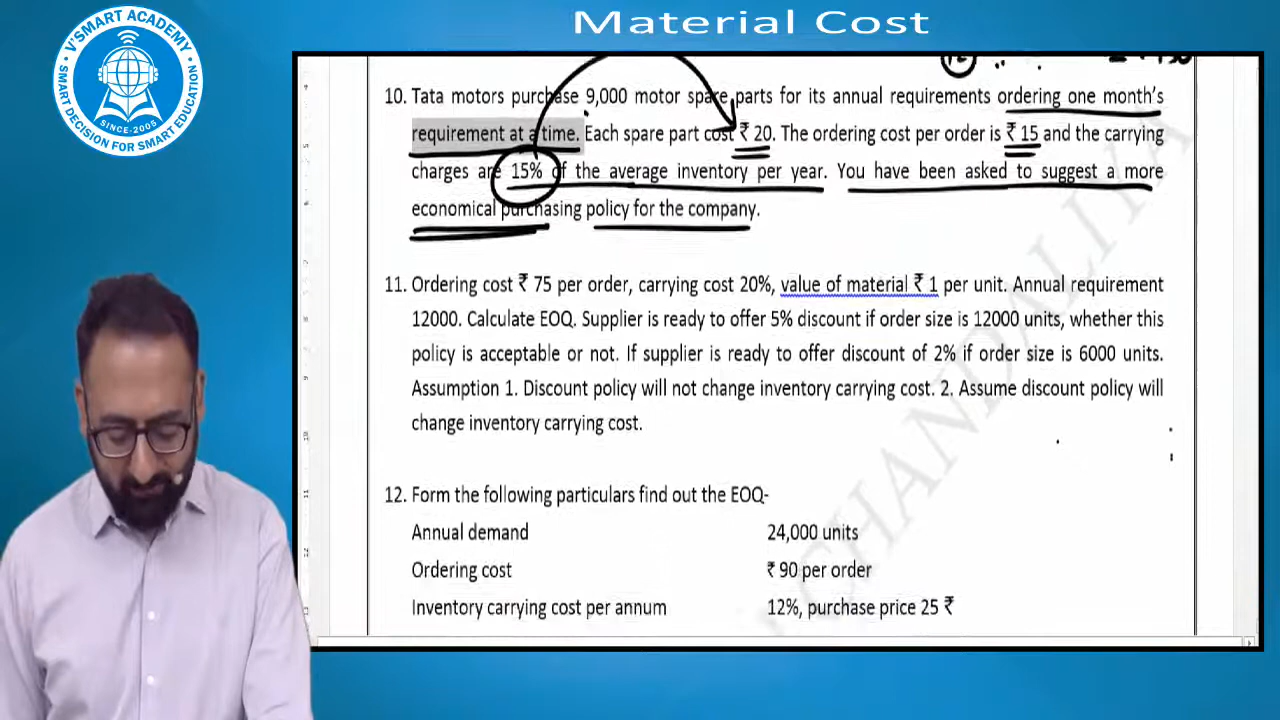 Material Cost
V'SMART ACADEMY
SINCE-2005
SMART DECISION FOR SMART EDUCATION
10. Tata motors purchase 9,000 motor spare parts for its annual requirements ordering one month's
requirement at a time. Each spare part cost ₹ 20. The ordering cost per order is ₹ 15 and the carrying
charges are 15% of the average inventory per year. You have been asked to suggest a more
economical purchasing policy for the company.
11. Ordering cost ₹ 75 per order, carrying cost 20%, value of material ₹ 1 per unit. Annual requirement
12000. Calculate EOQ. Supplier is ready to offer 5% discount if order size is 12000 units, whether this
policy is acceptable or not. If supplier is ready to offer discount of 2% if order size is 6000 units.
Assumption 1. Discount policy will not change inventory carrying cost. 2. Assume discount policy will
change inventory carrying cost.
12. Form the following particulars find out the EOQ-
Annual demand 24,000 units
Ordering cost ₹ 90 per order
Inventory carrying cost per annum 12%, purchase price 25 ₹
CHANDALIYA